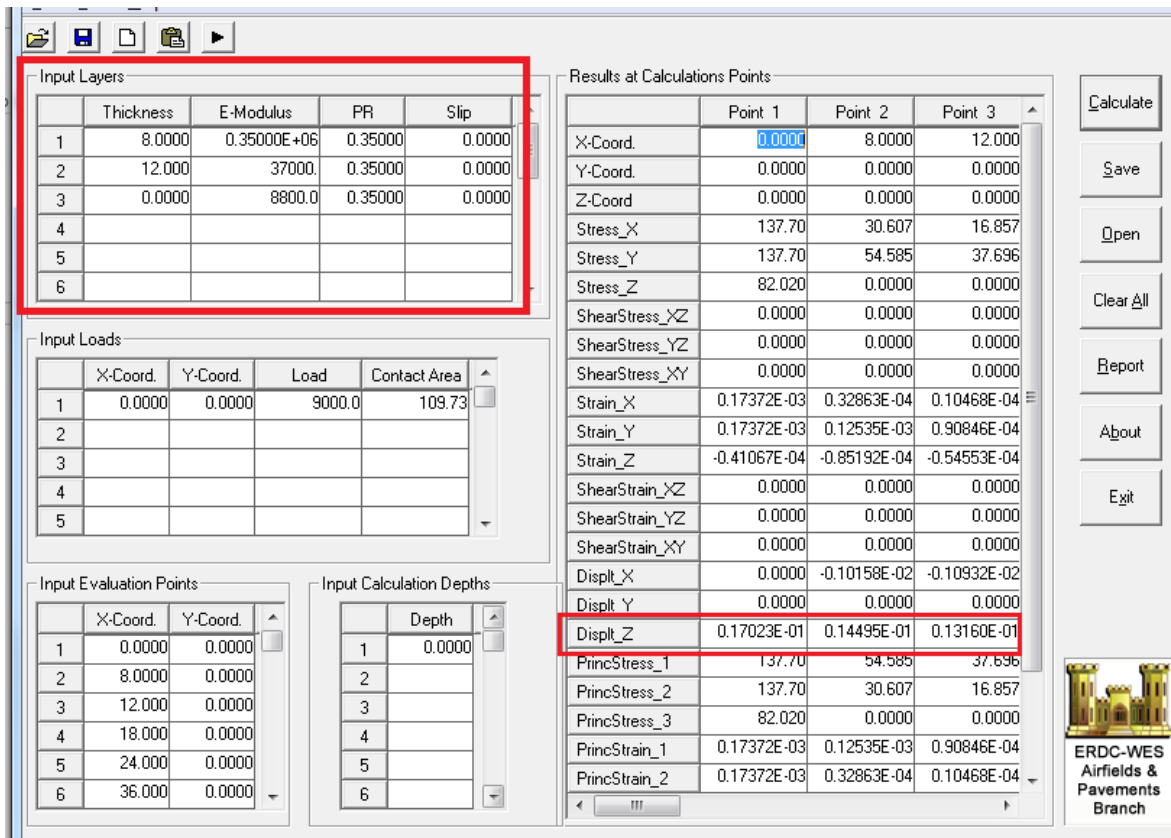 Input Layers
Thickness E-Modulus PR Slip
1 8.0000 0.35000E+06 0.35000 0.0000
2 12.000 37000. 0.35000 0.0000
3 0.0000 8800.0 0.35000 0.0000
4
5
6
Input Loads
X-Coord. Y-Coord. Load Contact Area
1 0.0000 0.0000 9000.0 109.73
2
3
4
5
Input Evaluation Points
X-Coord. Y-Coord.
1 0.0000 0.0000
2 8.0000 0.0000
3 12.000 0.0000
4 18.000 0.0000
5 24.000 0.0000
6 36.000 0.0000
Input Calculation Depths
Depth
1 0.0000
2
3
4
5
6
Results at Calculations Points
Point 1 Point 2 Point 3
X-Coord. 0.0000 8.0000 12.000
Y-Coord. 0.0000 0.0000 0.0000
Z-Coord 0.0000 0.0000 0.0000
Stress_X 137.70 30.607 16.857
Stress_Y 137.70 54.585 37.696
Stress_Z 82.020 0.0000 0.0000
ShearStress_XZ 0.0000 0.0000 0.0000
ShearStress_YZ 0.0000 0.0000 0.0000
ShearStress_XY 0.0000 0.0000 0.0000
Strain_X 0.17372E-03 0.32863E-04 0.10468E-04
Strain_Y 0.17372E-03 0.12535E-03 0.90846E-04
Strain_Z -0.41067E-04 -0.85192E-04 -0.54553E-04
ShearStrain_XZ 0.0000 0.0000 0.0000
ShearStrain_YZ 0.0000 0.0000 0.0000
ShearStrain_XY 0.0000 0.0000 0.0000
Displt_X 0.0000 -0.10158E-02 -0.10932E-02
Displt_Y 0.0000 0.0000 0.0000
Displt_Z 0.17023E-01 0.14495E-01 0.13160E-01
PrincStress_1 137.70 54.585 37.696
PrincStress_2 137.70 30.607 16.857
PrincStress_3 82.020 0.0000 0.0000
PrincStrain_1 0.17372E-03 0.12535E-03 0.90846E-04
PrincStrain_2 0.17372E-03 0.32863E-04 0.10468E-04
Calculate
Save
Open
Clear All
Report
About
Exit
ERDC-WES
Airfields &
Pavements
Branch